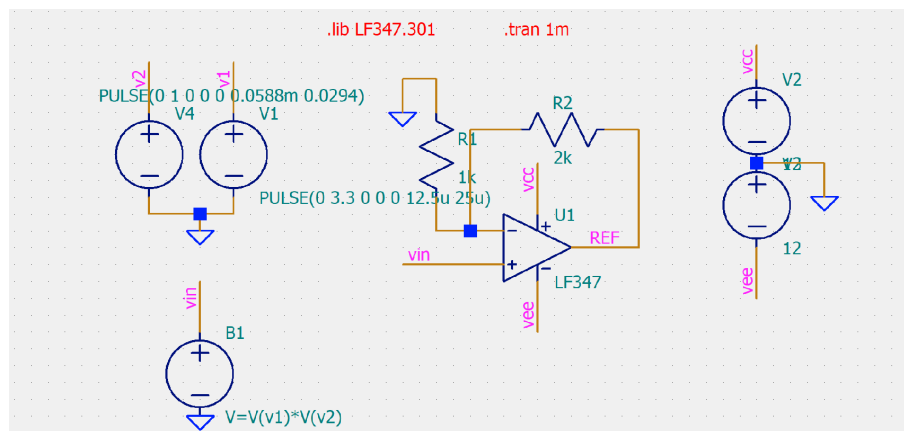 .lib LF347.301
.tran 1m
v2
v1
PULSE(0 1 0 0 0 0.0588m 0.0294)
V4
V1
PULSE(0 3.3 0 0 0 12.5u 25u)
R1
1k
R2
2k
vcc
U1
REF
vin
LF347
vee
vcc
V2
12
vee
vin
B1
V=V(v1)*V(v2)